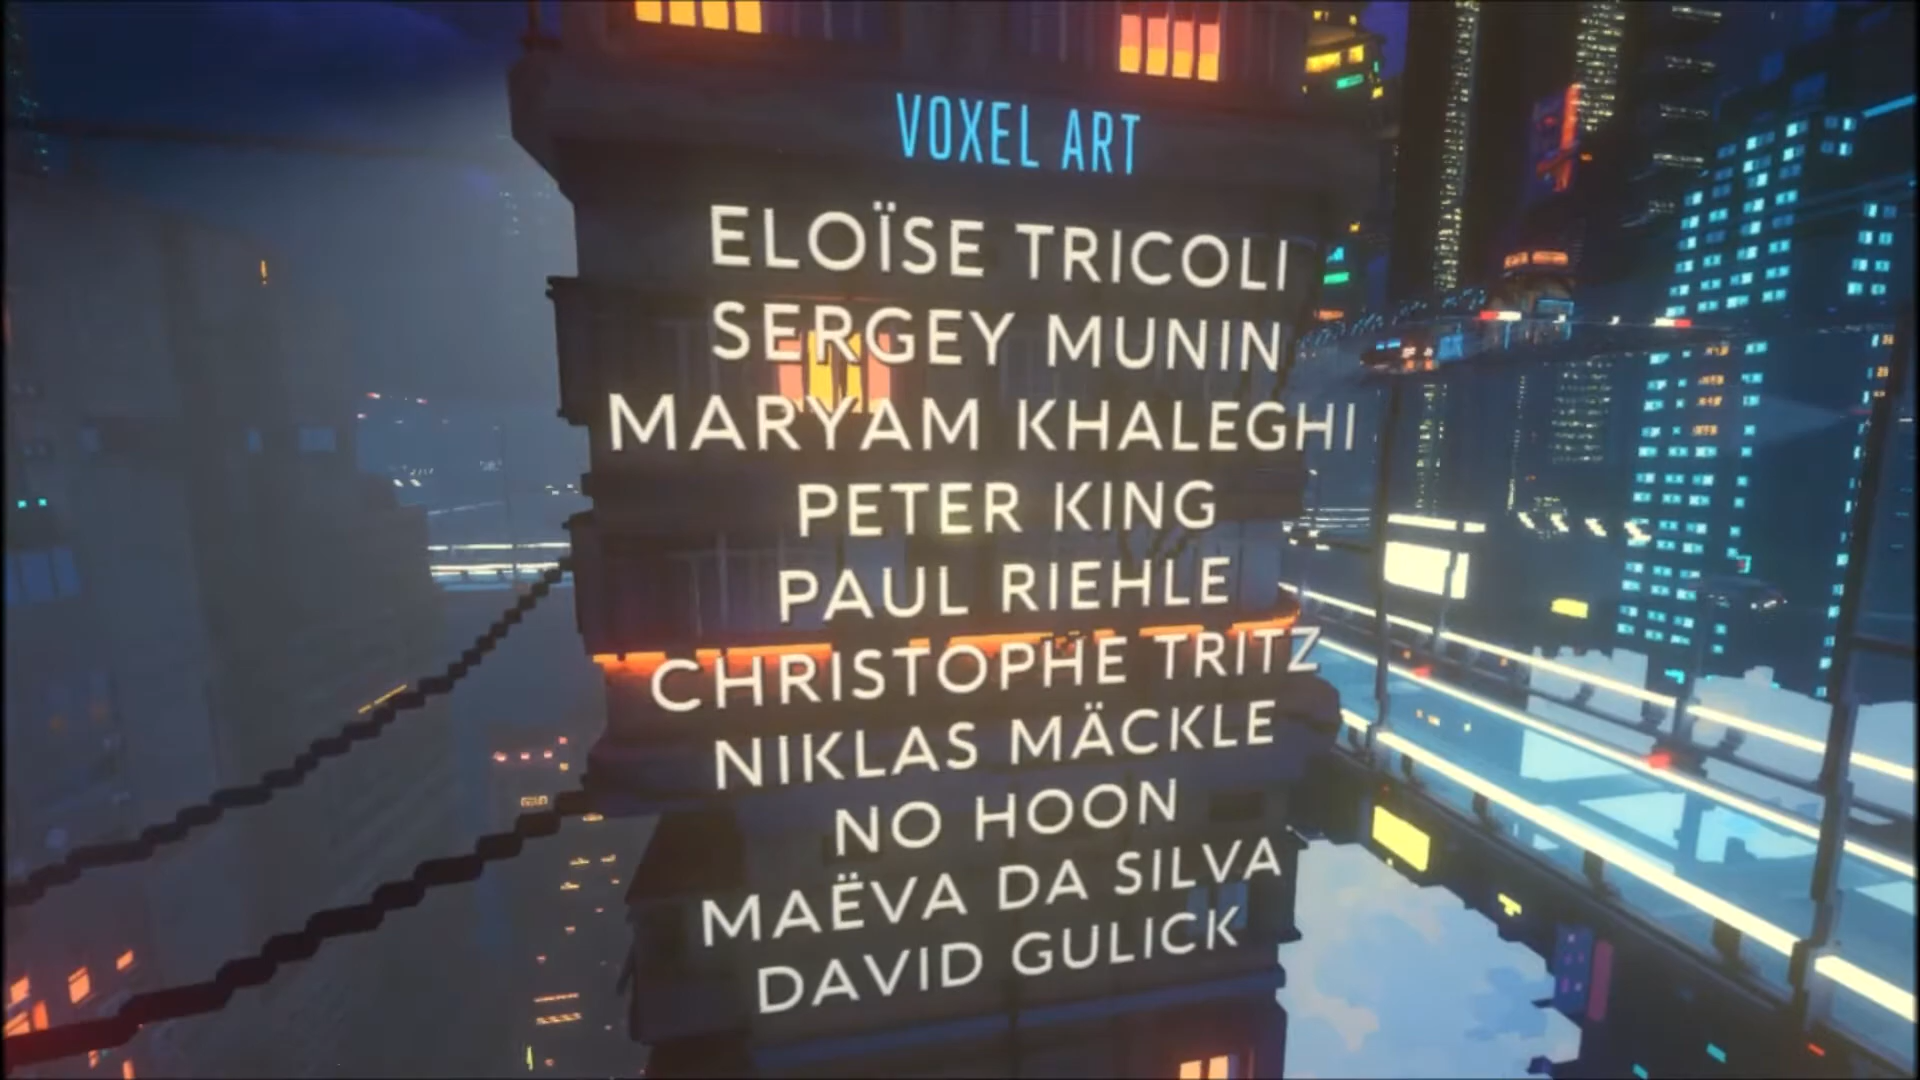 VOXEL ART
ELOÏSE TRICOLI
SERGEY MUNIN
MARYAM KHALEGHI
PETER KING
PAUL RIEHLE
CHRISTOPHE TRITZ
NIKLAS MÄCKLE
NO HOON
MAËVA DA SILVA
DAVID GULICK